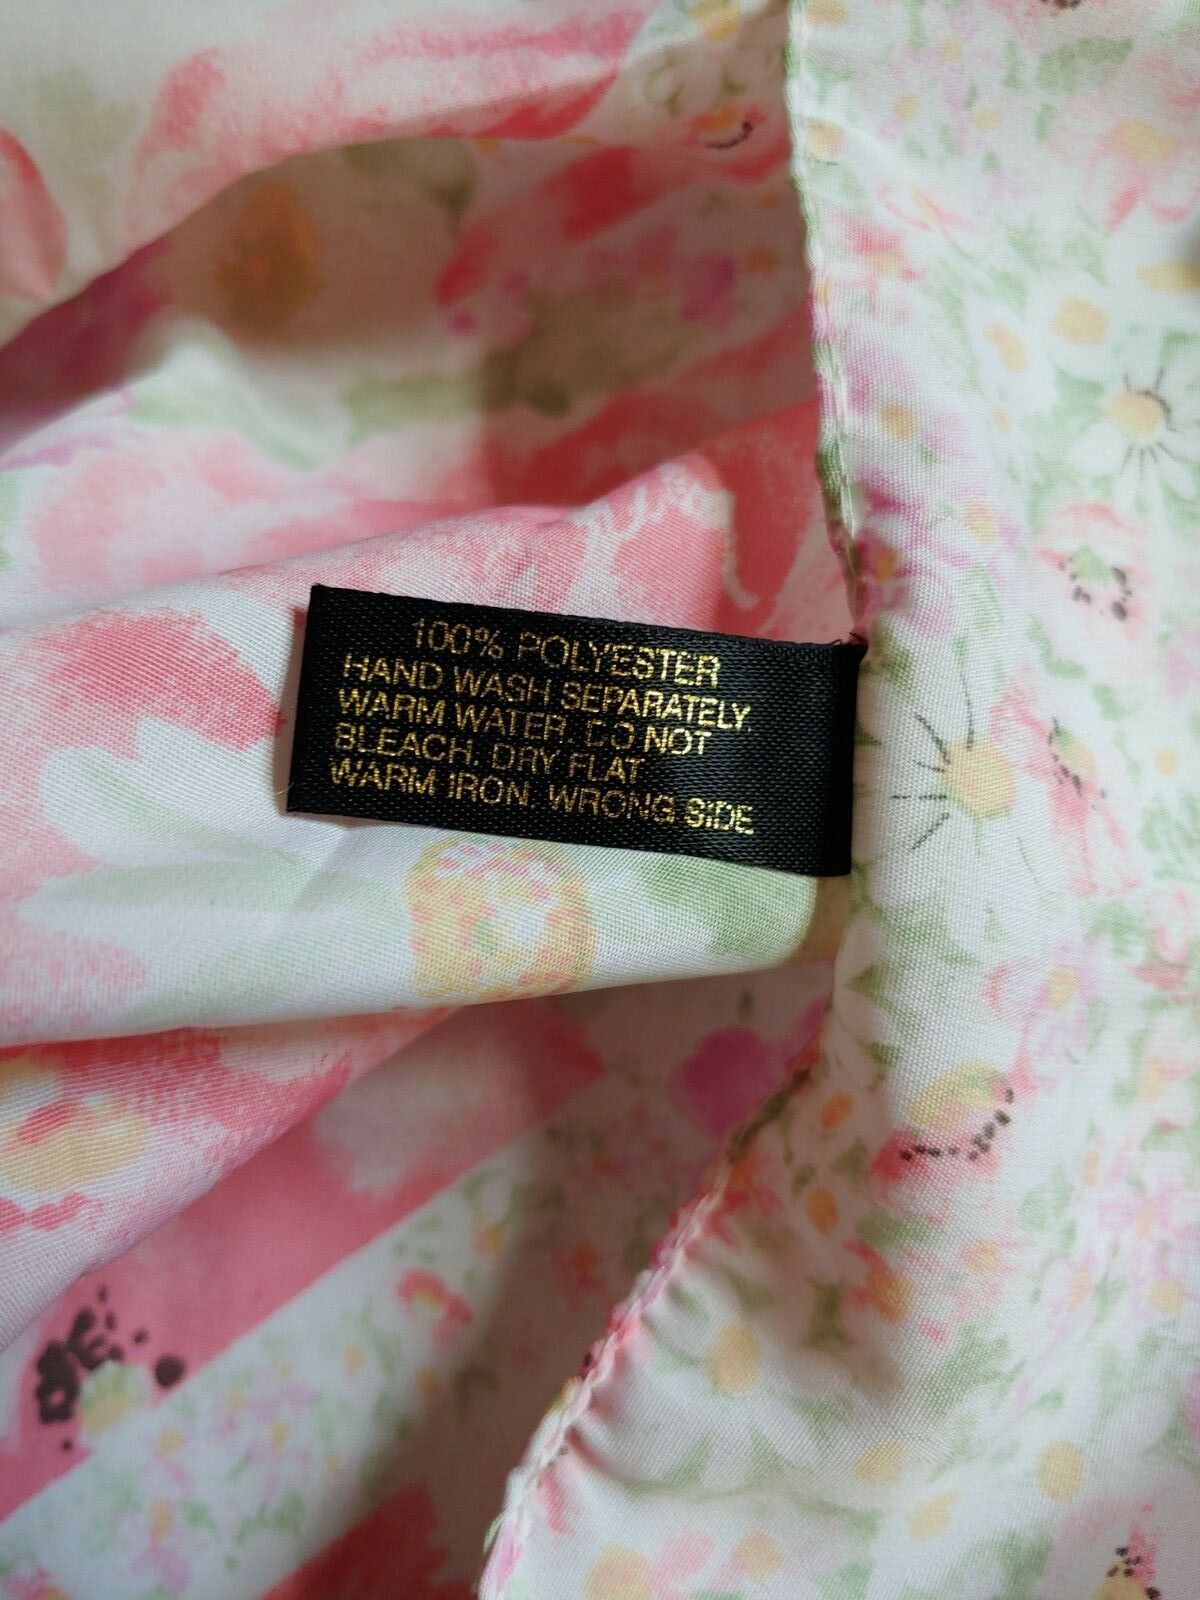 100% POLYESTER
HAND WASH SEPARATELY.
WARM WATER. DO NOT
BLEACH. DRY FLAT
WARM IRON. WRONG SIDE